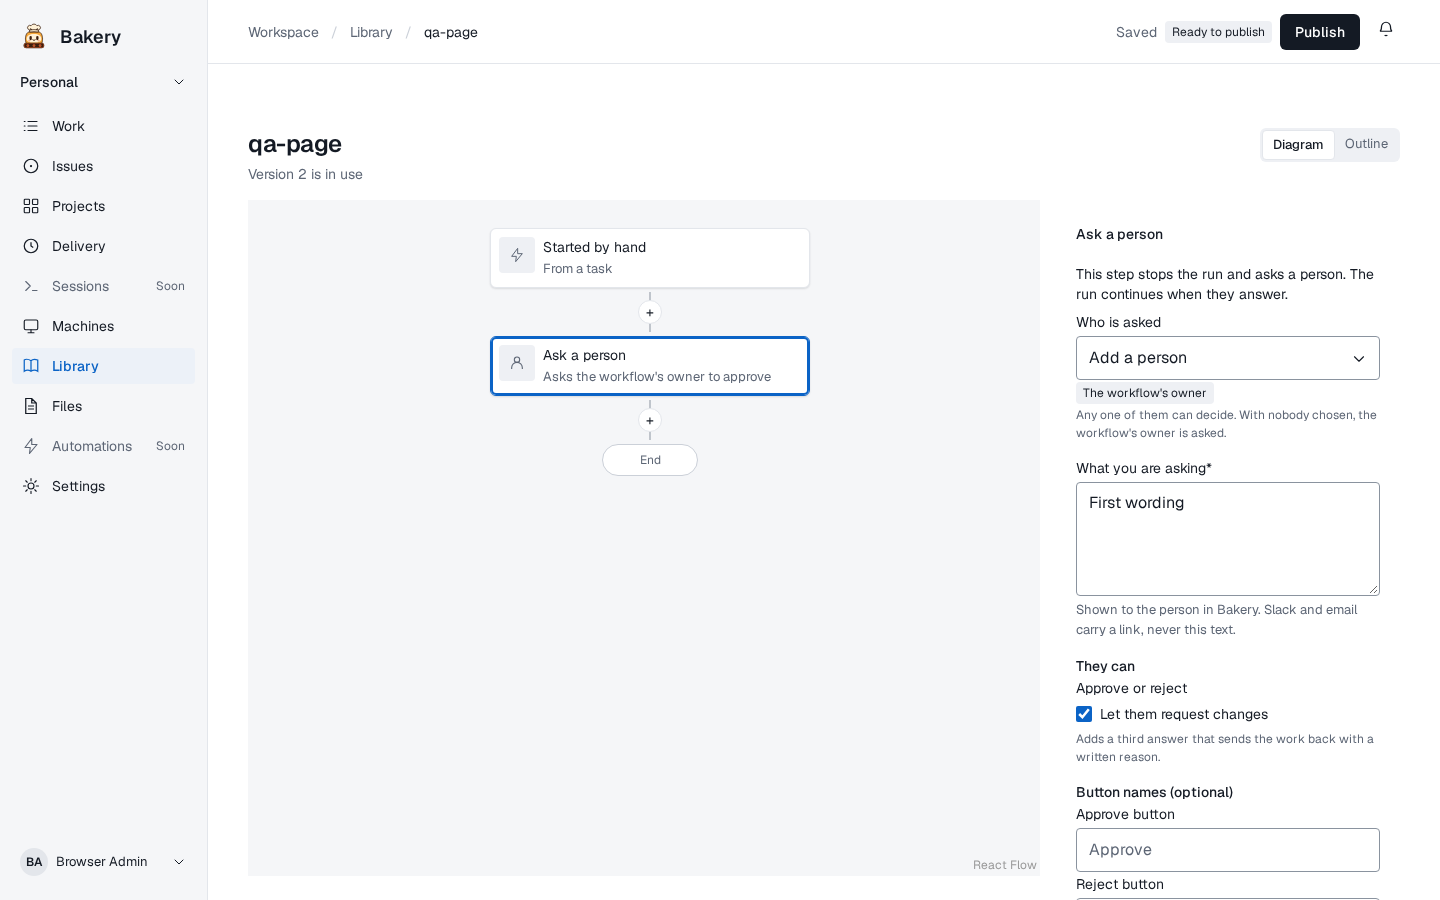 Bakery
Personal
Work
Issues
Projects
Delivery
Sessions Soon
Machines
Library
Files
Automations Soon
Settings
BA Browser Admin
Workspace / Library / qa-page
Saved Ready to publish Publish
qa-page
Version 2 is in use
Diagram Outline
Started by hand
From a task
+
Ask a person
Asks the workflow's owner to approve
+
End
React Flow
Ask a person
This step stops the run and asks a person. The
run continues when they answer.
Who is asked
Add a person
The workflow's owner
Any one of them can decide. With nobody chosen, the
workflow's owner is asked.
What you are asking*
First wording
Shown to the person in Bakery. Slack and email
carry a link, never this text.
They can
Approve or reject
Let them request changes
Adds a third answer that sends the work back with a
written reason.
Button names (optional)
Approve button
Approve
Reject button